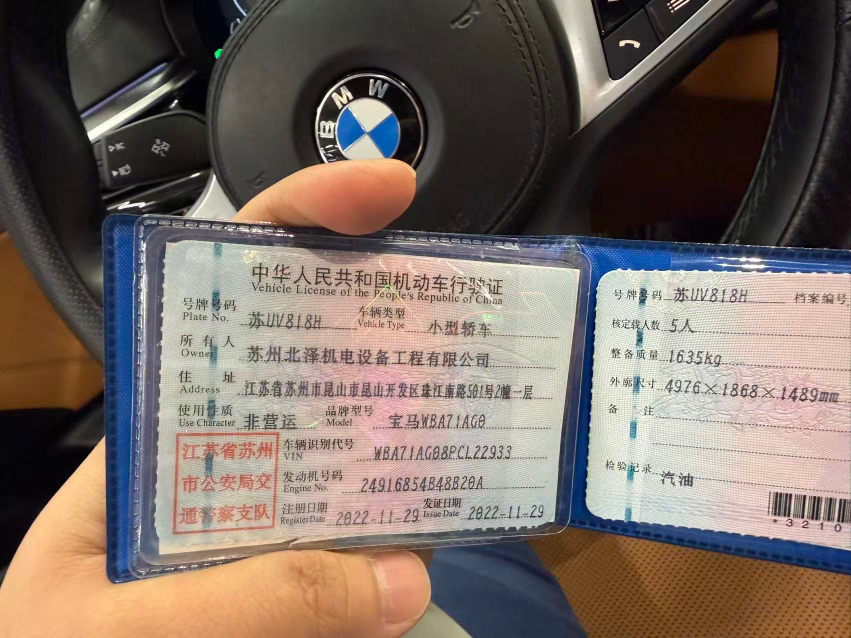 BMW
中华人民共和国机动车行驶证
Vehicle License of the People's Republic of China
号牌号码 苏UV818H 车辆类型 小型轿车
Plate No. Vehicle Type
所有人 苏州北泽机电设备工程有限公司
Owner
住址 江苏省苏州市昆山市昆山开发区珠江南路501号2幢一层
Address
使用性质 非营运 品牌型号 宝马WBA71AG0
Use Character Model
江苏省苏州
市公安局交
通警察支队
车辆识别代号 WBA71AG08PCL22933
VIN
发动机号码 24916854B48B20A
Engine No.
注册日期 2022-11-29 发证日期 2022-11-29
Register Date Issue Date
号牌号码 苏UV818H 档案编号
核定载人数 5人
整备质量 1635kg
外廓尺寸 4976×1868×1489mm
备注
检验记录 汽油
*3210